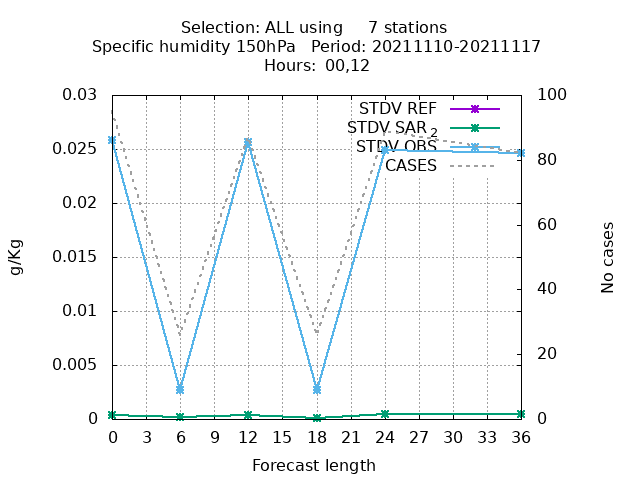 Selection: ALL using 7 stations
Specific humidity 150hPa Period: 20211110-20211117
Hours: 00,12
0.03
0.025
0.02
0.015
0.01
0.005
0
100
80
60
40
20
0
STDV REF
STDV SAR 2
STDV OBS
CASES
g/Kg
No cases
0 3 6 9 12 15 18 21 24 27 30 33 36
Forecast length